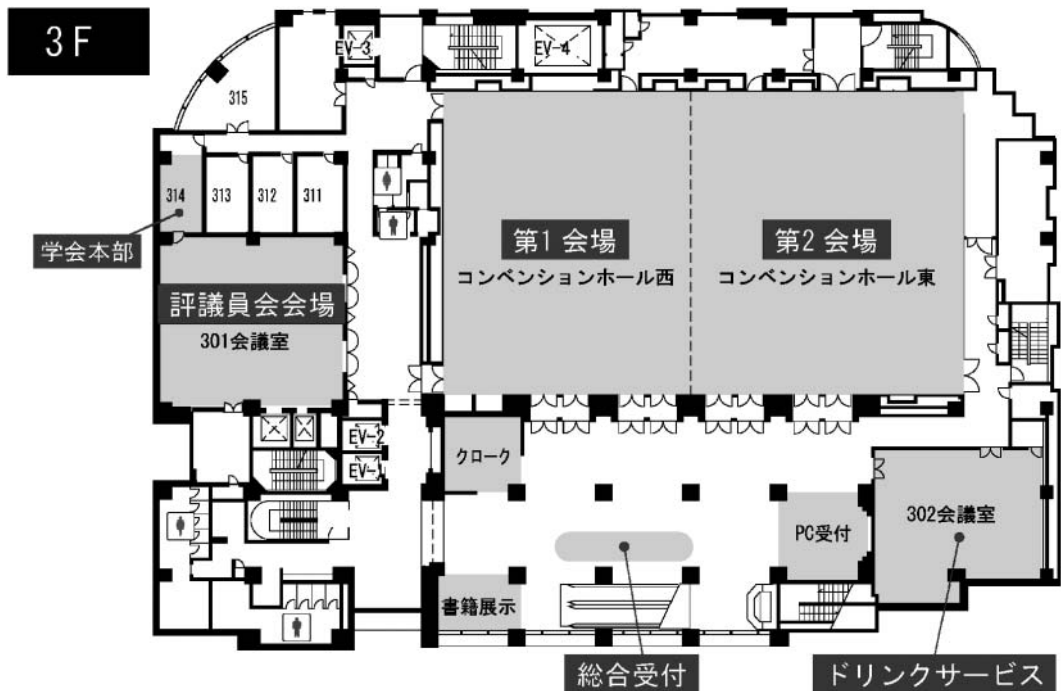 3F
EV-3
EV-4
315
314
313
312
311
学会本部
第1会場
コンベンションホール西
第2会場
コンベンションホール東
評議員会会場
301会議室
EV-2
EV-1
クローク
PC受付
302会議室
書籍展示
総合受付
ドリンクサービス